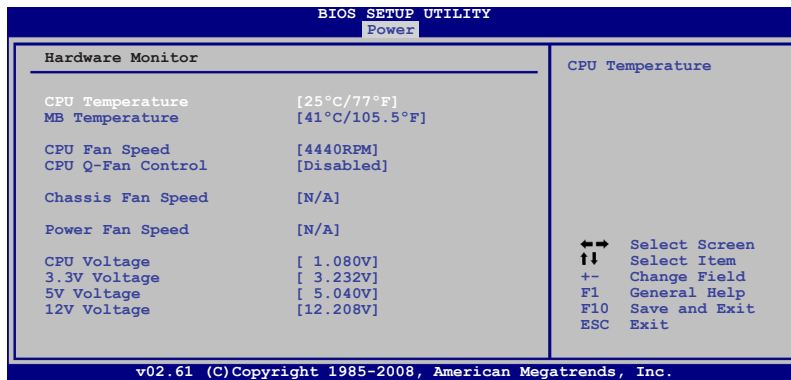 BIOS SETUP UTILITY
Power
Hardware Monitor
CPU Temperature [25°C/77°F]
MB Temperature [41°C/105.5°F]
CPU Fan Speed [4440RPM]
CPU Q-Fan Control [Disabled]
Chassis Fan Speed [N/A]
Power Fan Speed [N/A]
CPU Voltage [ 1.080V]
3.3V Voltage [ 3.232V]
5V Voltage [ 5.040V]
12V Voltage [12.208V]
CPU Temperature
←→ Select Screen
↑↓ Select Item
+- Change Field
F1 General Help
F10 Save and Exit
ESC Exit
v02.61 (C)Copyright 1985-2008, American Megatrends, Inc.